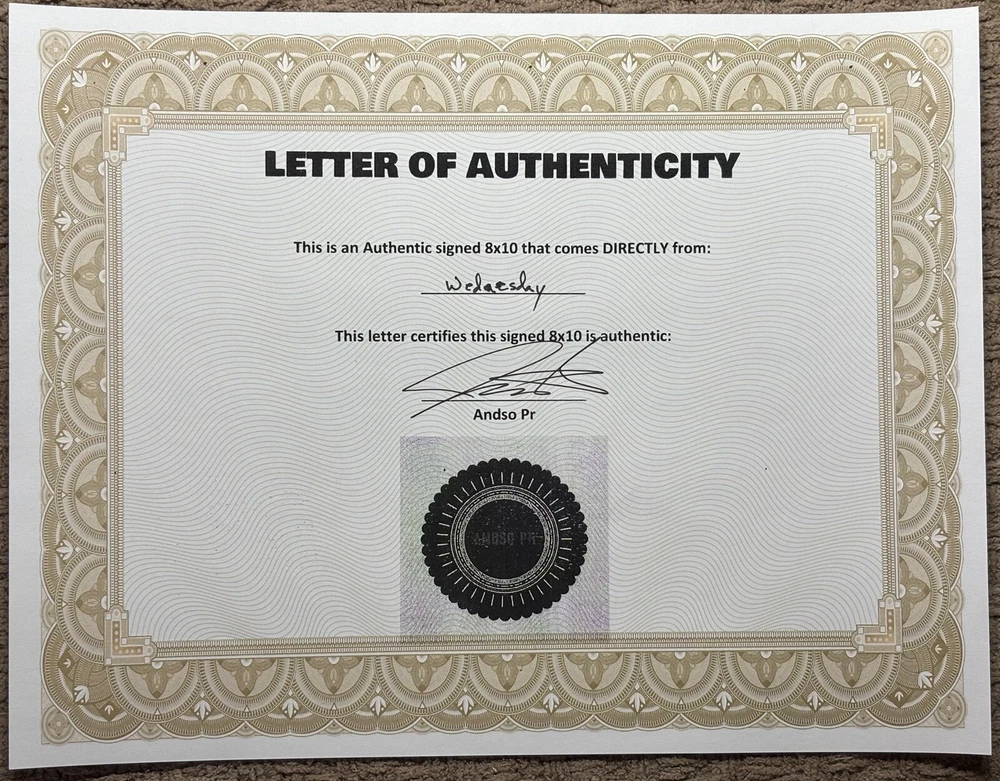 LETTER OF AUTHENTICITY
This is an Authentic signed 8x10 that comes DIRECTLY from:
Wednesday
This letter certifies this signed 8x10 is authentic:
Andso Pr
ANDSO PR